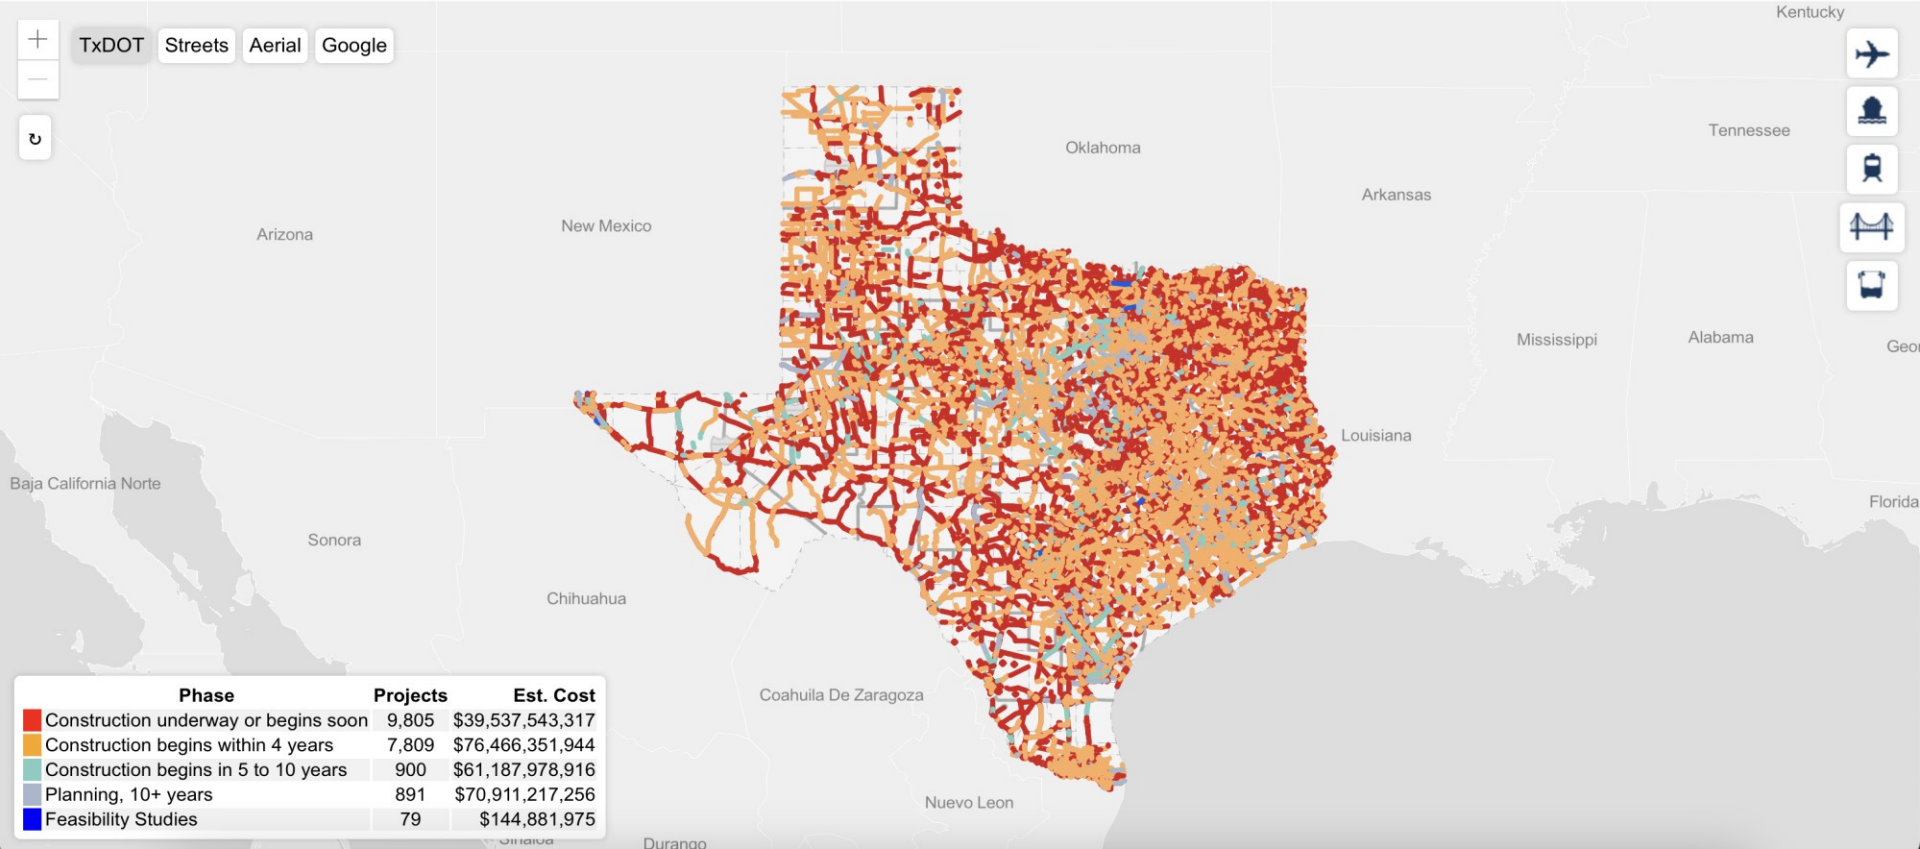 Kentucky
+
TxDOT Streets Aerial Google
−
↻
Tennessee
Oklahoma
Arkansas
New Mexico
Arizona
Mississippi
Alabama
Geor
Louisiana
Baja California Norte
Florida
Sonora
Chihuahua
Coahuila De Zaragoza
Nuevo Leon
Phase Projects Est. Cost
Construction underway or begins soon 9,805 $39,537,543,317
Construction begins within 4 years 7,809 $76,466,351,944
Construction begins in 5 to 10 years 900 $61,187,978,916
Planning, 10+ years 891 $70,911,217,256
Feasibility Studies 79 $144,881,975
Sinaloa
Durango